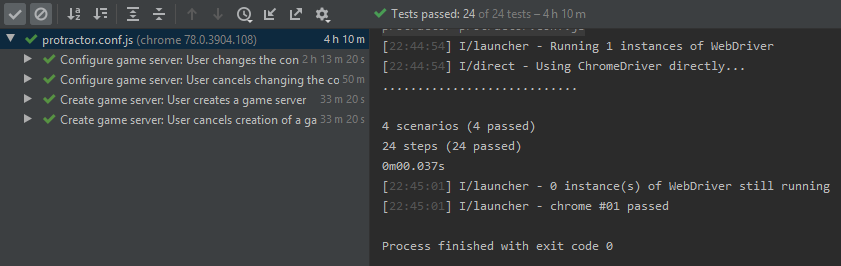 Tests passed: 24 of 24 tests – 4 h 10 m
protractor.conf.js (chrome 78.0.3904.108) 4 h 10 m
Configure game server: User changes the con 2 h 13 m 20 s
Configure game server: User cancels changing the co 50 m
Create game server: User creates a game server 33 m 20 s
Create game server: User cancels creation of a ga 33 m 20 s
[22:44:54] I/launcher - Running 1 instances of WebDriver
[22:44:54] I/direct - Using ChromeDriver directly...
............................
4 scenarios (4 passed)
24 steps (24 passed)
0m00.037s
[22:45:01] I/launcher - 0 instance(s) of WebDriver still running
[22:45:01] I/launcher - chrome #01 passed
Process finished with exit code 0